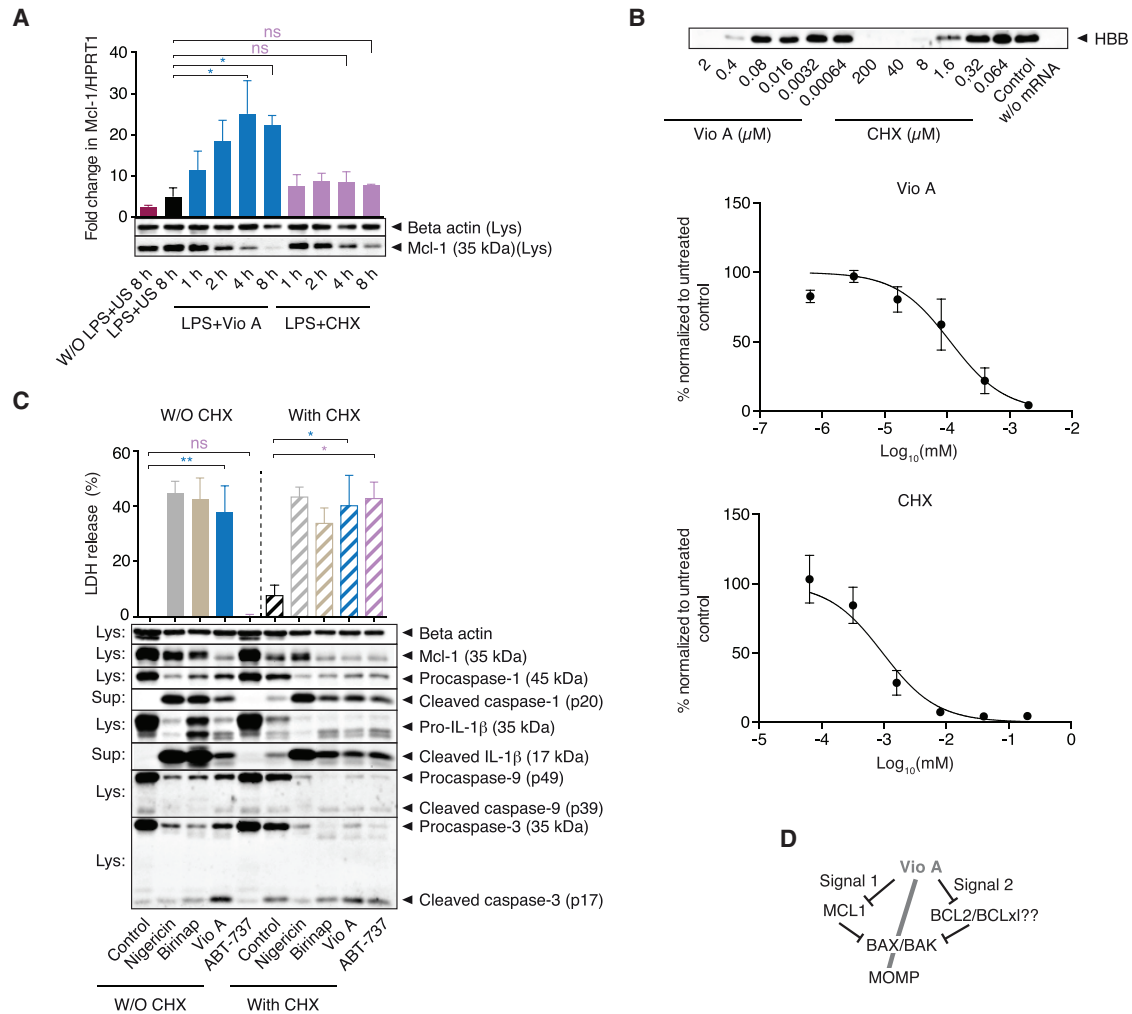 A
ns
ns
*
*
Fold change in Mcl-1/HPRT1
40
30
20
10
0
Beta actin (Lys)
Mcl-1 (35 kDa)(Lys)
W/O LPS+US 8 h
LPS+US 8 h
1 h
2 h
4 h
8 h
1 h
2 h
4 h
8 h
LPS+Vio A
LPS+CHX
B
HBB
2
0.4
0.08
0.016
0.0032
0.00064
200
40
8
1.6
0,32
0.064
Control
w/o mRNA
Vio A (µM)
CHX (µM)
Vio A
% normalized to untreated
control
150
100
50
0
-7
-6
-5
-4
-3
-2
Log10(mM)
CHX
% normalized to untreated
control
150
100
50
0
-5
-4
-3
-2
-1
0
Log10(mM)
C
W/O CHX
With CHX
ns
**
*
*
LDH release (%)
60
40
20
0
Lys:
Beta actin
Lys:
Mcl-1 (35 kDa)
Lys:
Procaspase-1 (45 kDa)
Sup:
Cleaved caspase-1 (p20)
Lys:
Pro-IL-1β (35 kDa)
Sup:
Cleaved IL-1β (17 kDa)
Lys:
Procaspase-9 (p49)
Cleaved caspase-9 (p39)
Lys:
Procaspase-3 (35 kDa)
Cleaved caspase-3 (p17)
Control
Nigericin
Birinap
Vio A
ABT-737
Control
Nigericin
Birinap
Vio A
ABT-737
W/O CHX
With CHX
D
Vio A
Signal 1
Signal 2
MCL1
BCL2/BCLxl??
BAX/BAK
MOMP